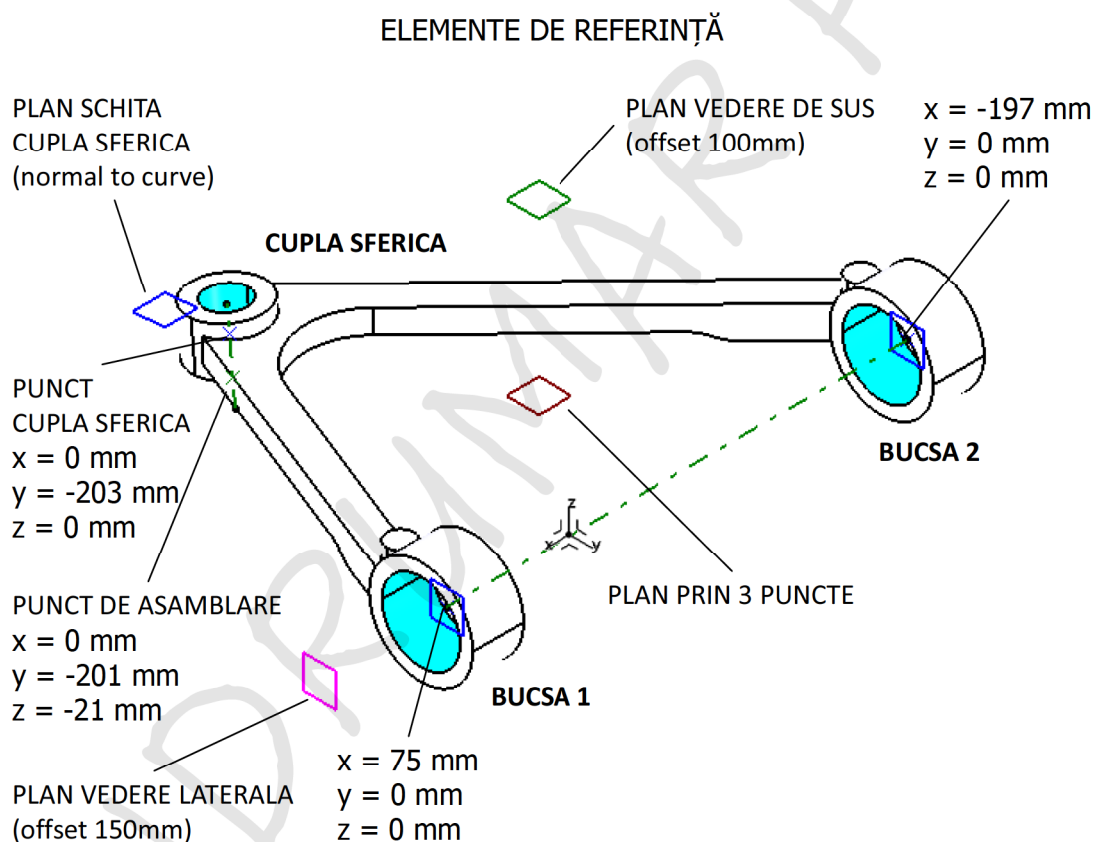 ELEMENTE DE REFERINȚĂ
PLAN SCHITA
CUPLA SFERICA
(normal to curve)
PLAN VEDERE DE SUS
(offset 100mm)
x = -197 mm
y = 0 mm
z = 0 mm
CUPLA SFERICA
PUNCT
CUPLA SFERICA
x = 0 mm
y = -203 mm
z = 0 mm
BUCSA 2
z
x
y
PUNCT DE ASAMBLARE
x = 0 mm
y = -201 mm
z = -21 mm
PLAN PRIN 3 PUNCTE
BUCSA 1
PLAN VEDERE LATERALA
(offset 150mm)
x = 75 mm
y = 0 mm
z = 0 mm